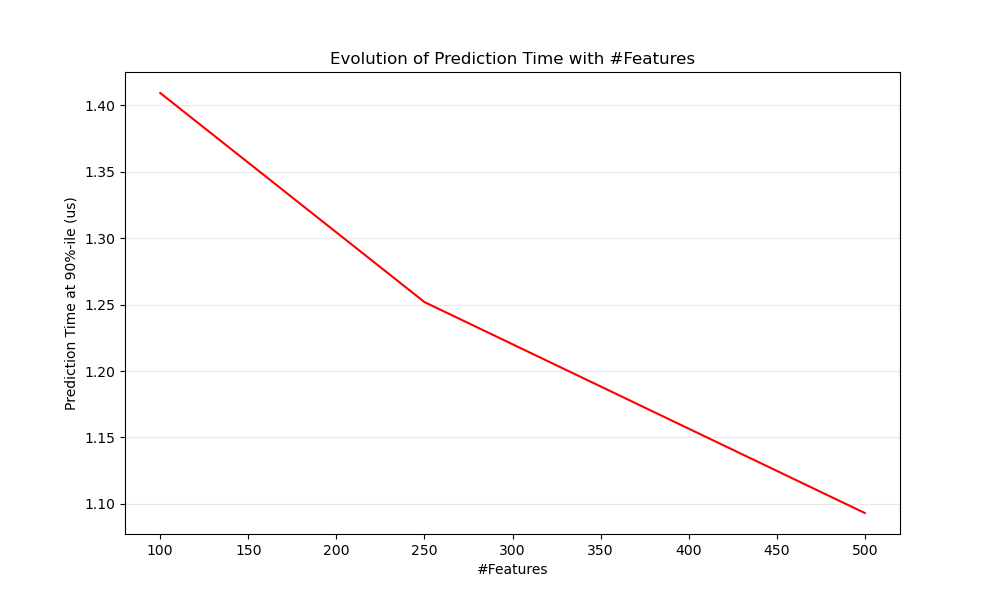 Evolution of Prediction Time with #Features
Prediction Time at 90%-ile (us)
1.40
1.35
1.30
1.25
1.20
1.15
1.10
100 150 200 250 300 350 400 450 500
#Features